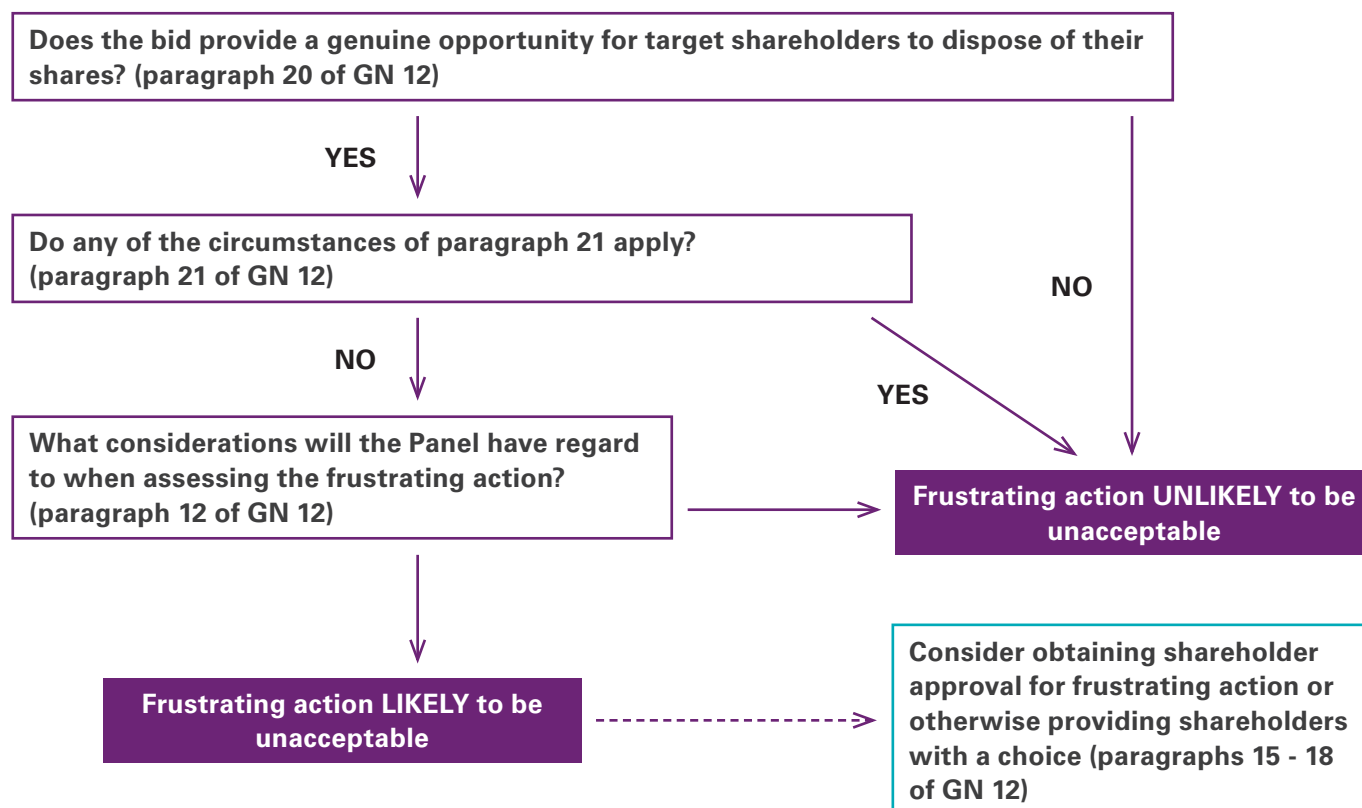 Does the bid provide a genuine opportunity for target shareholders to dispose of their
shares? (paragraph 20 of GN 12)
YES
NO
Do any of the circumstances of paragraph 21 apply?
(paragraph 21 of GN 12)
NO
YES
What considerations will the Panel have regard
to when assessing the frustrating action?
(paragraph 12 of GN 12)
Frustrating action UNLIKELY to be
unacceptable
Frustrating action LIKELY to be
unacceptable
Consider obtaining shareholder
approval for frustrating action or
otherwise providing shareholders
with a choice (paragraphs 15 - 18
of GN 12)